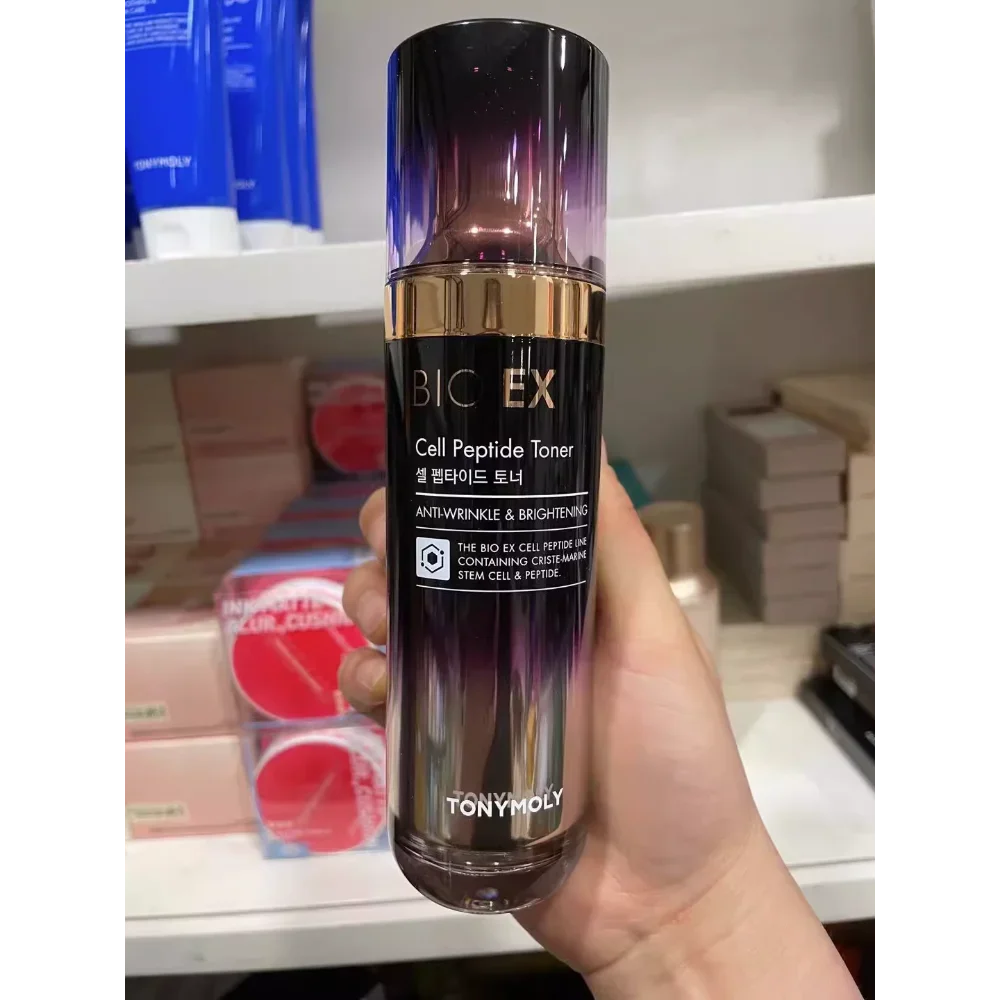 TONYMOLY
TONYMOLY
BIO EX
Cell Peptide Toner
셀 펩타이드 토너
ANTI-WRINKLE & BRIGHTENING
THE BIO EX CELL PEPTIDE LINE
CONTAINING CRISTE-MARINE
STEM CELL & PEPTIDE.
TONYMOLY